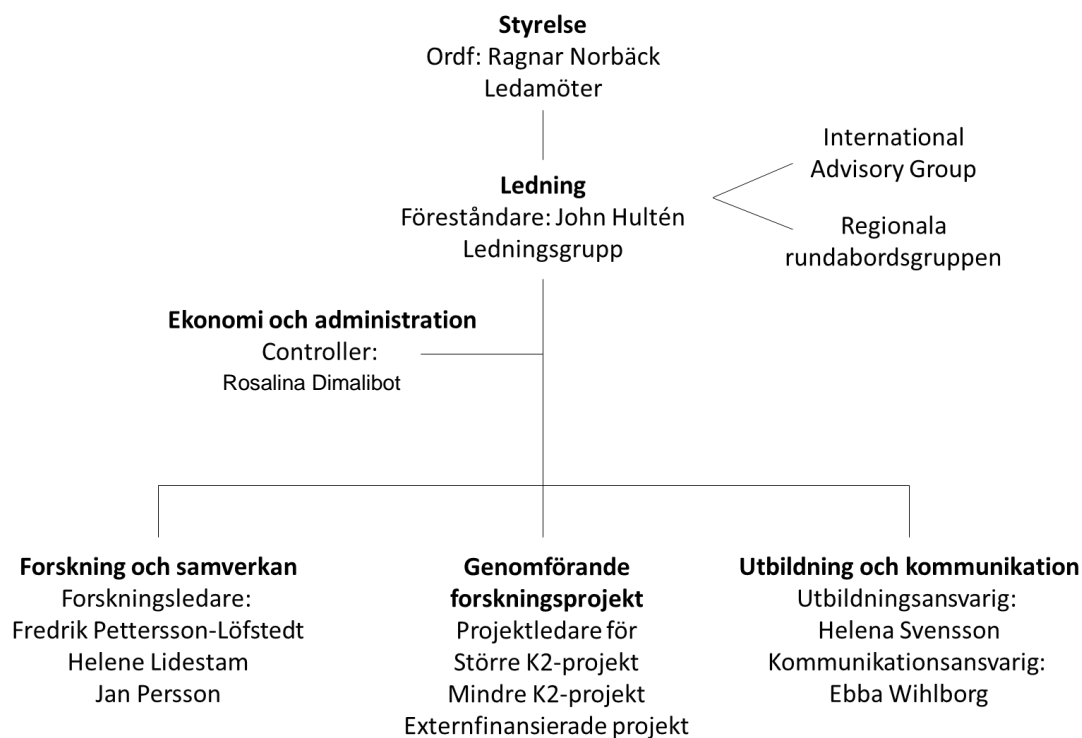 Styrelse
Ordf: Ragnar Norbäck
Ledamöter
International
Advisory Group
Ledning
Föreståndare: John Hultén
Ledningsgrupp
Regionala
rundabordsgruppen
Ekonomi och administration
Controller:
Rosalina Dimalibot
Forskning och samverkan
Forskningsledare:
Fredrik Pettersson-Löfstedt
Helene Lidestam
Jan Persson
Genomförande
forskningsprojekt
Projektledare för
Större K2-projekt
Mindre K2-projekt
Externfinansierade projekt
Utbildning och kommunikation
Utbildningsansvarig:
Helena Svensson
Kommunikationsansvarig:
Ebba Wihlborg